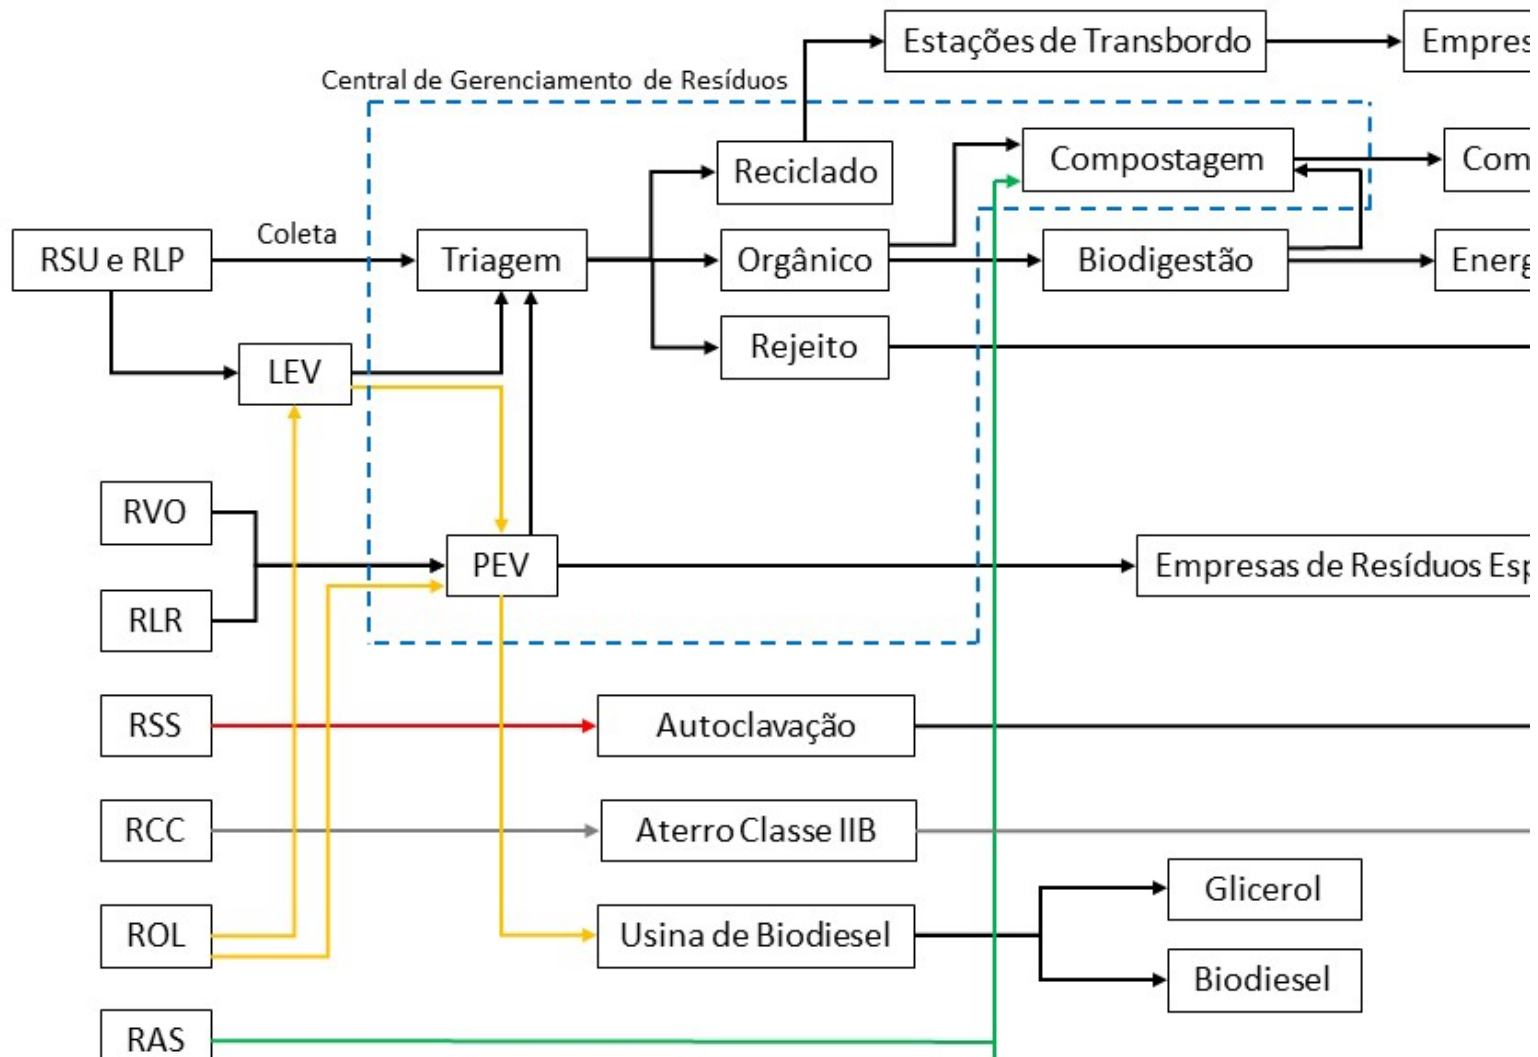 Estações de Transbordo
Central de Gerenciamento de Resíduos
Compostagem
Reciclado
Coleta
RSU e RLP
Triagem
Orgânico
Biodigestão
Rejeito
LEV
RVO
PEV
Empresas de Resíduos
RLR
RSS
Autoclavação
RCC
Aterro Classe IIB
Glicerol
ROL
Usina de Biodiesel
Biodiesel
RAS